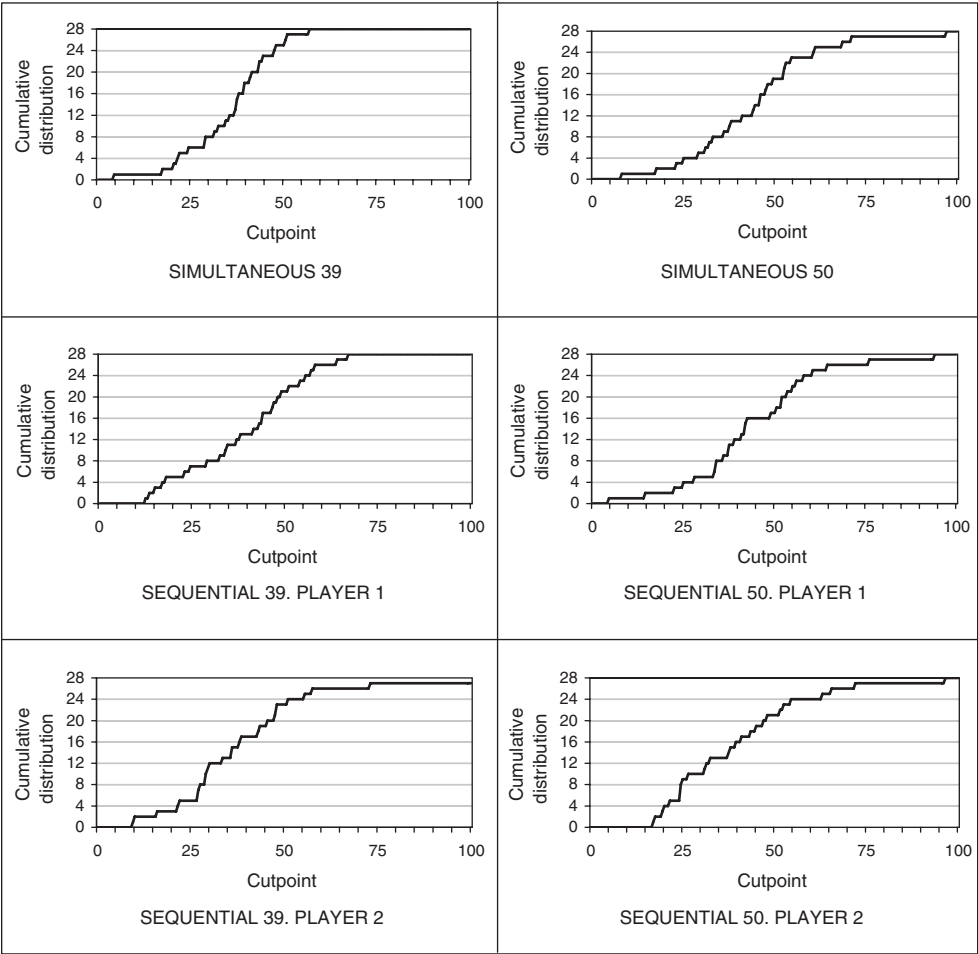 Cumulative
distribution
28
24
20
16
12
8
4
0
0 25 50 75 100
Cutpoint
SIMULTANEOUS 39
Cumulative
distribution
28
24
20
16
12
8
4
0
0 25 50 75 100
Cutpoint
SIMULTANEOUS 50
Cumulative
distribution
28
24
20
16
12
8
4
0
0 25 50 75 100
Cutpoint
SEQUENTIAL 39. PLAYER 1
Cumulative
distribution
28
24
20
16
12
8
4
0
0 25 50 75 100
Cutpoint
SEQUENTIAL 50. PLAYER 1
Cumulative
distribution
28
24
20
16
12
8
4
0
0 25 50 75 100
Cutpoint
SEQUENTIAL 39. PLAYER 2
Cumulative
distribution
28
24
20
16
12
8
4
0
0 25 50 75 100
Cutpoint
SEQUENTIAL 50. PLAYER 2